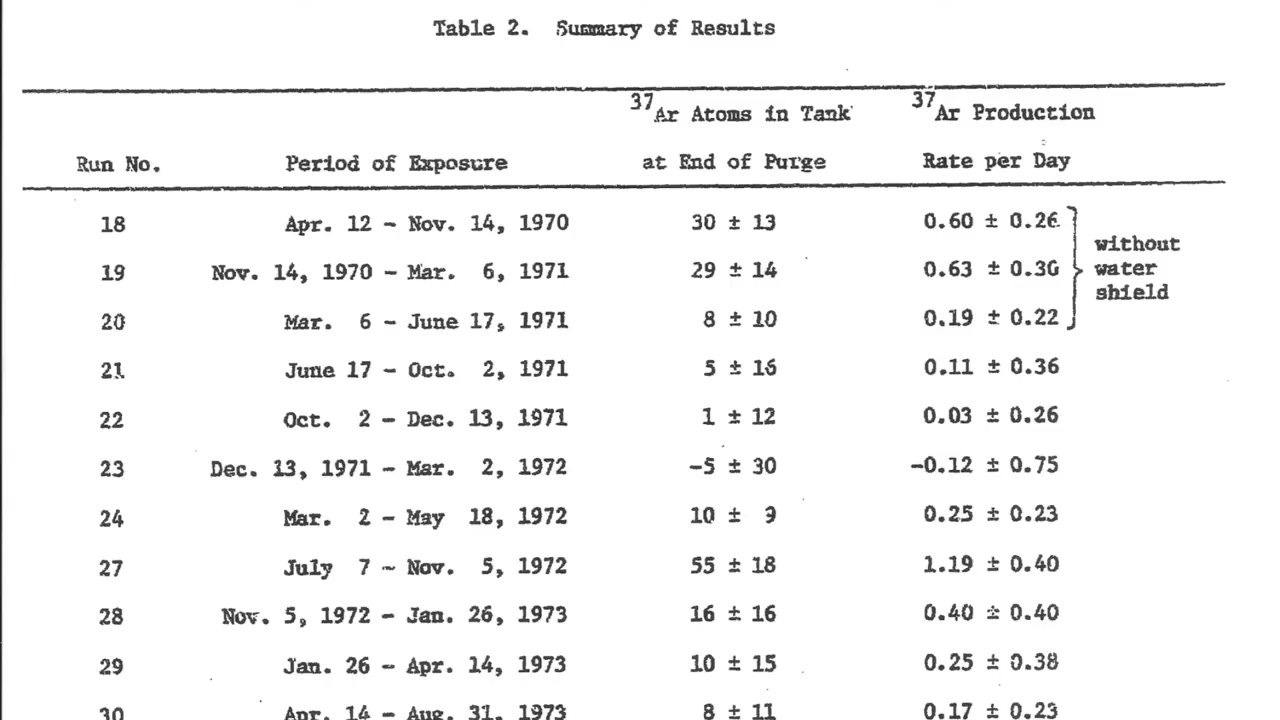 Table 2. Summary of Results
37Ar Atoms in Tank 37Ar Production
Run No. Period of Exposure at End of Purge Rate per Day
18 Apr. 12 - Nov. 14, 1970 30 ± 13 0.60 ± 0.26
without
19 Nov. 14, 1970 - Mar. 6, 1971 29 ± 14 0.63 ± 0.30 water
shield
20 Mar. 6 - June 17, 1971 8 ± 10 0.19 ± 0.22
21 June 17 - Oct. 2, 1971 5 ± 16 0.11 ± 0.36
22 Oct. 2 - Dec. 13, 1971 1 ± 12 0.03 ± 0.26
23 Dec. 13, 1971 - Mar. 2, 1972 -5 ± 30 -0.12 ± 0.75
24 Mar. 2 - May 18, 1972 10 ± 9 0.25 ± 0.23
27 July 7 - Nov. 5, 1972 55 ± 18 1.19 ± 0.40
28 Nov. 5, 1972 - Jan. 26, 1973 16 ± 16 0.40 ± 0.40
29 Jan. 26 - Apr. 14, 1973 10 ± 15 0.25 ± 0.38
30 Apr. 14 - Aug. 31, 1973 8 ± 11 0.17 ± 0.23